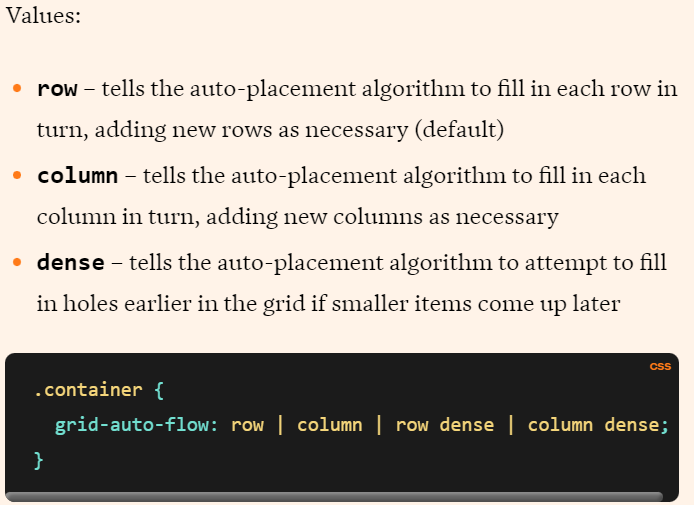 Values:
row – tells the auto-placement algorithm to fill in each row in
turn, adding new rows as necessary (default)
column – tells the auto-placement algorithm to fill in each
column in turn, adding new columns as necessary
dense – tells the auto-placement algorithm to attempt to fill
in holes earlier in the grid if smaller items come up later
CSS
.container {
  grid-auto-flow: row | column | row dense | column dense;
}